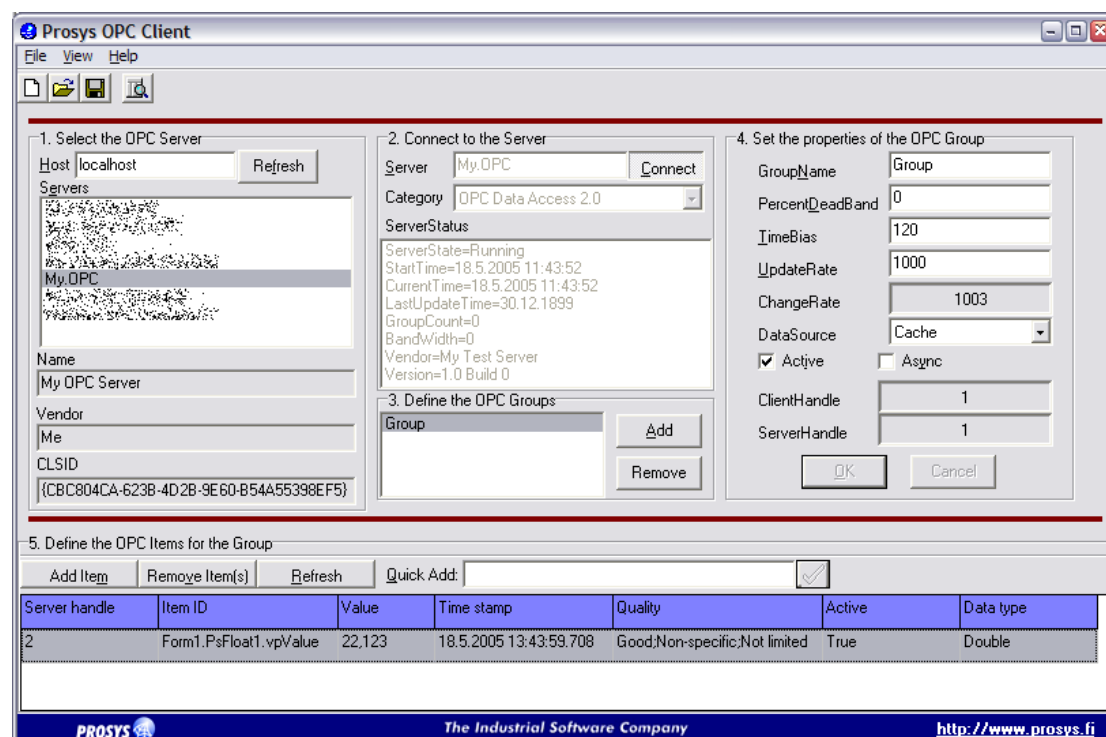 Prosys OPC Client
File View Help
1. Select the OPC Server
Host localhost Refresh
Servers
My.OPC
Name
My OPC Server
Vendor
Me
CLSID
{CBC804CA-623B-4D2B-9E60-B54A55398EF5}
2. Connect to the Server
Server My.OPC Connect
Category OPC Data Access 2.0
ServerStatus
ServerState=Running
StartTime=18.5.2005 11:43:52
CurrentTime=18.5.2005 11:43:52
LastUpdateTime=30.12.1899
GroupCount=0
BandWidth=0
Vendor=My Test Server
Version=1.0 Build 0
3. Define the OPC Groups
Group
Add
Remove
4. Set the properties of the OPC Group
GroupName Group
PercentDeadBand 0
TimeBias 120
UpdateRate 1000
ChangeRate 1003
DataSource Cache
Active Async
ClientHandle 1
ServerHandle 1
OK Cancel
5. Define the OPC Items for the Group
Add Item Remove Item(s) Refresh Quick Add:
Server handle Item ID Value Time stamp Quality Active Data type
2 Form1.PsFloat1.vpValue 22,123 18.5.2005 13:43:59.708 Good;Non-specific;Not limited True Double
PROSYS The Industrial Software Company http://www.prosys.fi